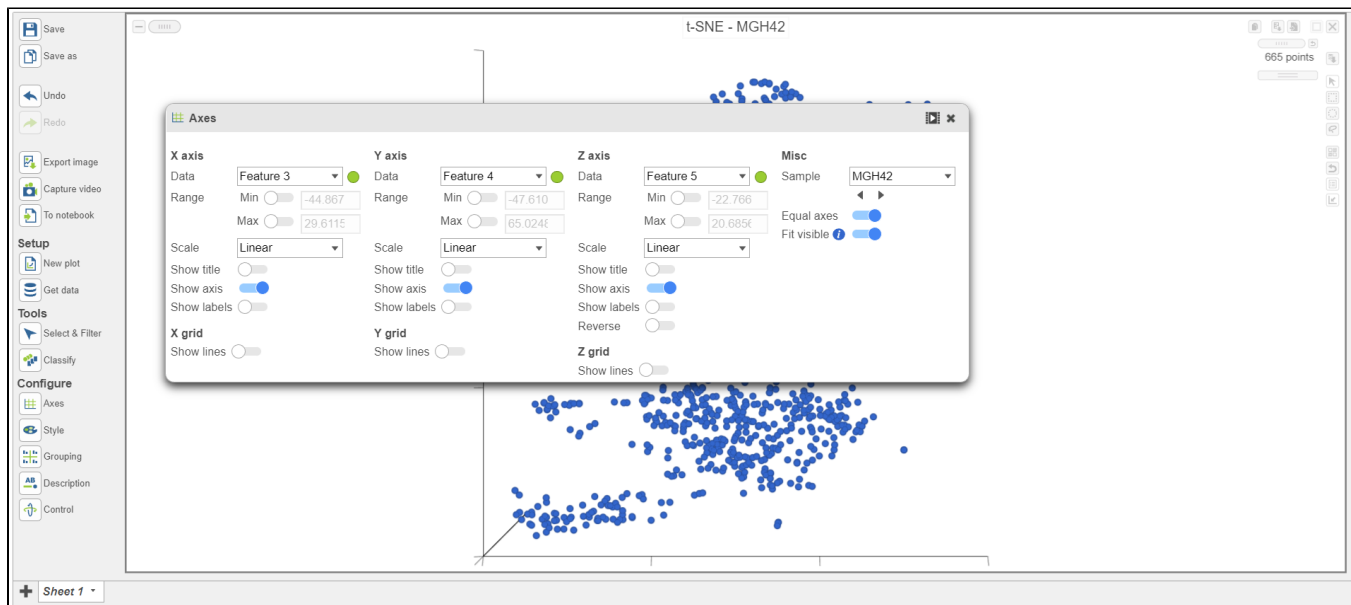 Save
Save as
Undo
Redo
Export image
Capture video
To notebook
Setup
New plot
Get data
Tools
Select & Filter
Classify
Configure
Axes
Style
Grouping
AB
Description
Control
t-SNE - MGH42
665 points
Axes
X axis
Data Feature 3
Range Min -44.867
Max 29.6115
Scale Linear
Show title
Show axis
Show labels
X grid
Show lines
Y axis
Data Feature 4
Range Min -47.610
Max 65.0248
Scale Linear
Show title
Show axis
Show labels
Y grid
Show lines
Z axis
Data Feature 5
Range Min -22.766
Max 20.6856
Scale Linear
Show title
Show axis
Show labels
Reverse
Z grid
Show lines
Misc
Sample MGH42
Equal axes
Fit visible i
Sheet 1